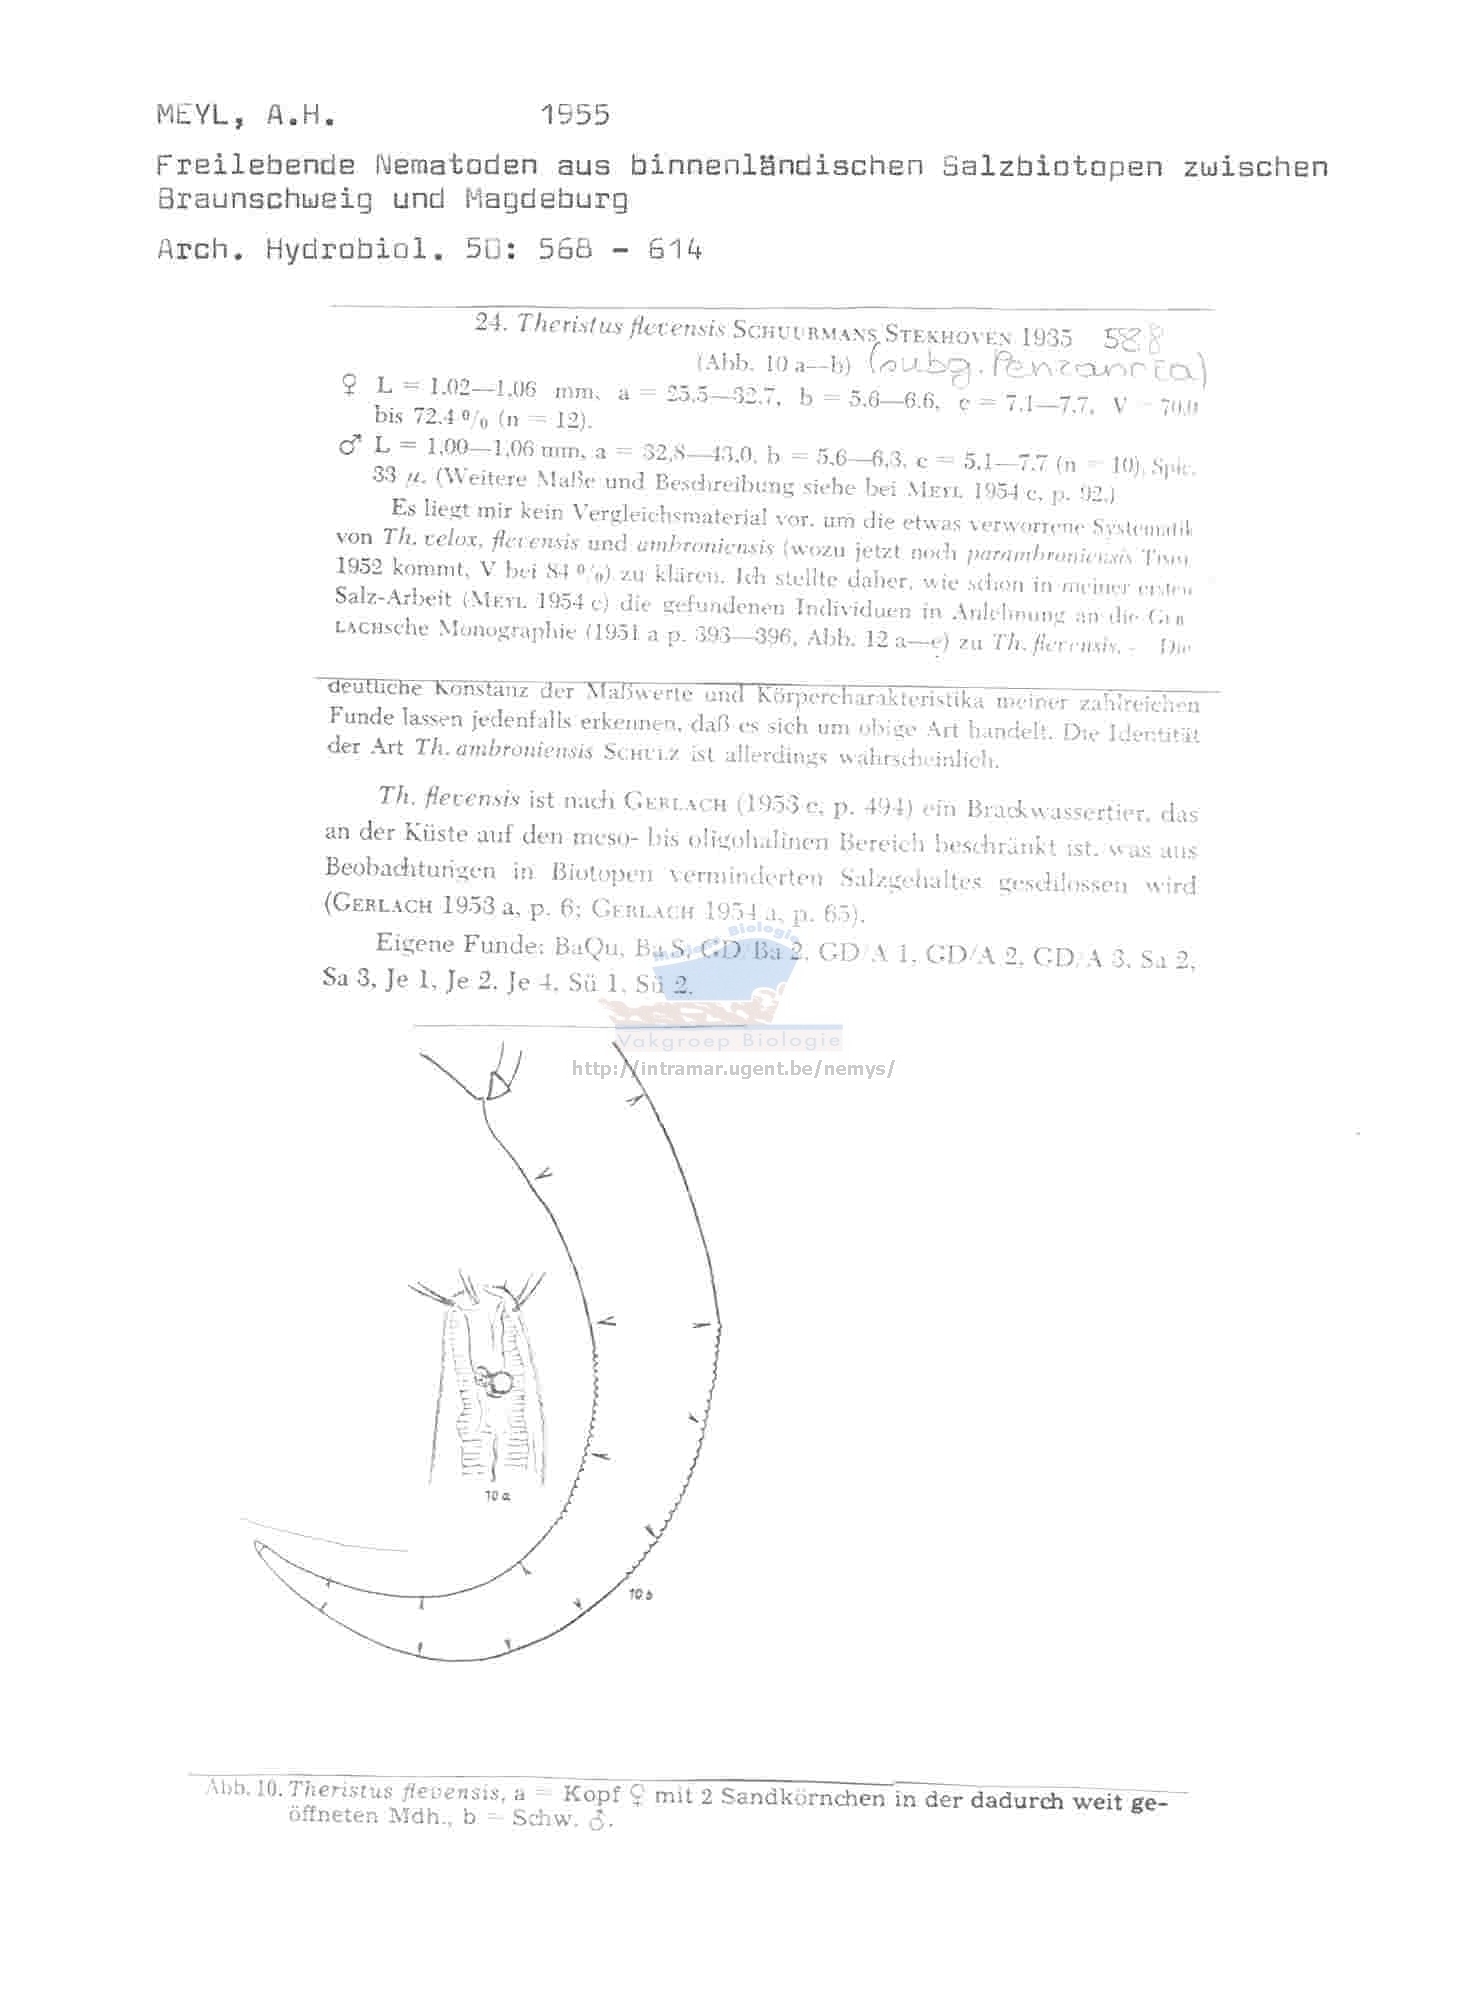 MEYL, A.H. 1955
Freilebende Nematoden aus binnenländischen Salzbiotopen zwischen
Braunschweig und Magdeburg
Arch. Hydrobiol. 50: 568 - 614
24. Theristus flevensis SCHUURMANS STEKHOVEN 1935 588
(Abb. 10 a—b) (subg. Penzancia)
♀ L = 1.02—1.06 mm, a = 25,5—32,7, b = 5.6—6.6, c = 7.1—7.7, V = 70,0
bis 72.4 % (n = 12).
♂ L = 1,00—1,06 mm, a = 32,8—43,0, b = 5,6—6,3, c = 5,1—7,7 (n = 10), Spic.
33 µ. (Weitere Maße und Beschreibung siehe bei MEYL 1954 c, p. 92.)
Es liegt mir kein Vergleichsmaterial vor, um die etwas verworrene Systematik
von Th. velox, flevensis und ambroniensis (wozu jetzt noch parambroniensis TIMM
1952 kommt, V bei 84 %) zu klären. Ich stellte daher, wie schon in meiner ersten
Salz-Arbeit (MEYL 1954 c) die gefundenen Individuen in Anlehnung an die GER-
LACHsche Monographie (1951 a p. 393—396, Abb. 12 a—e) zu Th. flevensis. - Die
deutliche Konstanz der Maßwerte und Körpercharakteristika meiner zahlreichen
Funde lassen jedenfalls erkennen, daß es sich um obige Art handelt. Die Identität
der Art Th. ambroniensis SCHULZ ist allerdings wahrscheinlich.
Th. flevensis ist nach GERLACH (1953 c, p. 494) ein Brackwassertier, das
an der Küste auf den meso- bis oligohalinen Bereich beschränkt ist, was aus
Beobachtungen in Biotopen verminderten Salzgehaltes geschlossen wird
(GERLACH 1953 a, p. 6; GERLACH 1954 a, p. 65).
Eigene Funde: BaQu, Ba S, GD/Ba 2, GD/A 1, GD/A 2, GD/A 3, Sa 2,
Sa 3, Je 1, Je 2, Je 4, Sü 1, Sü 2.
Mariene Biologie
Vakgroep Biologie
http://intramar.ugent.be/nemys/
10 a
10 b
Abb. 10. Theristus flevensis, a = Kopf ♀ mit 2 Sandkörnchen in der dadurch weit ge-
öffneten Mdh., b = Schw. ♂.